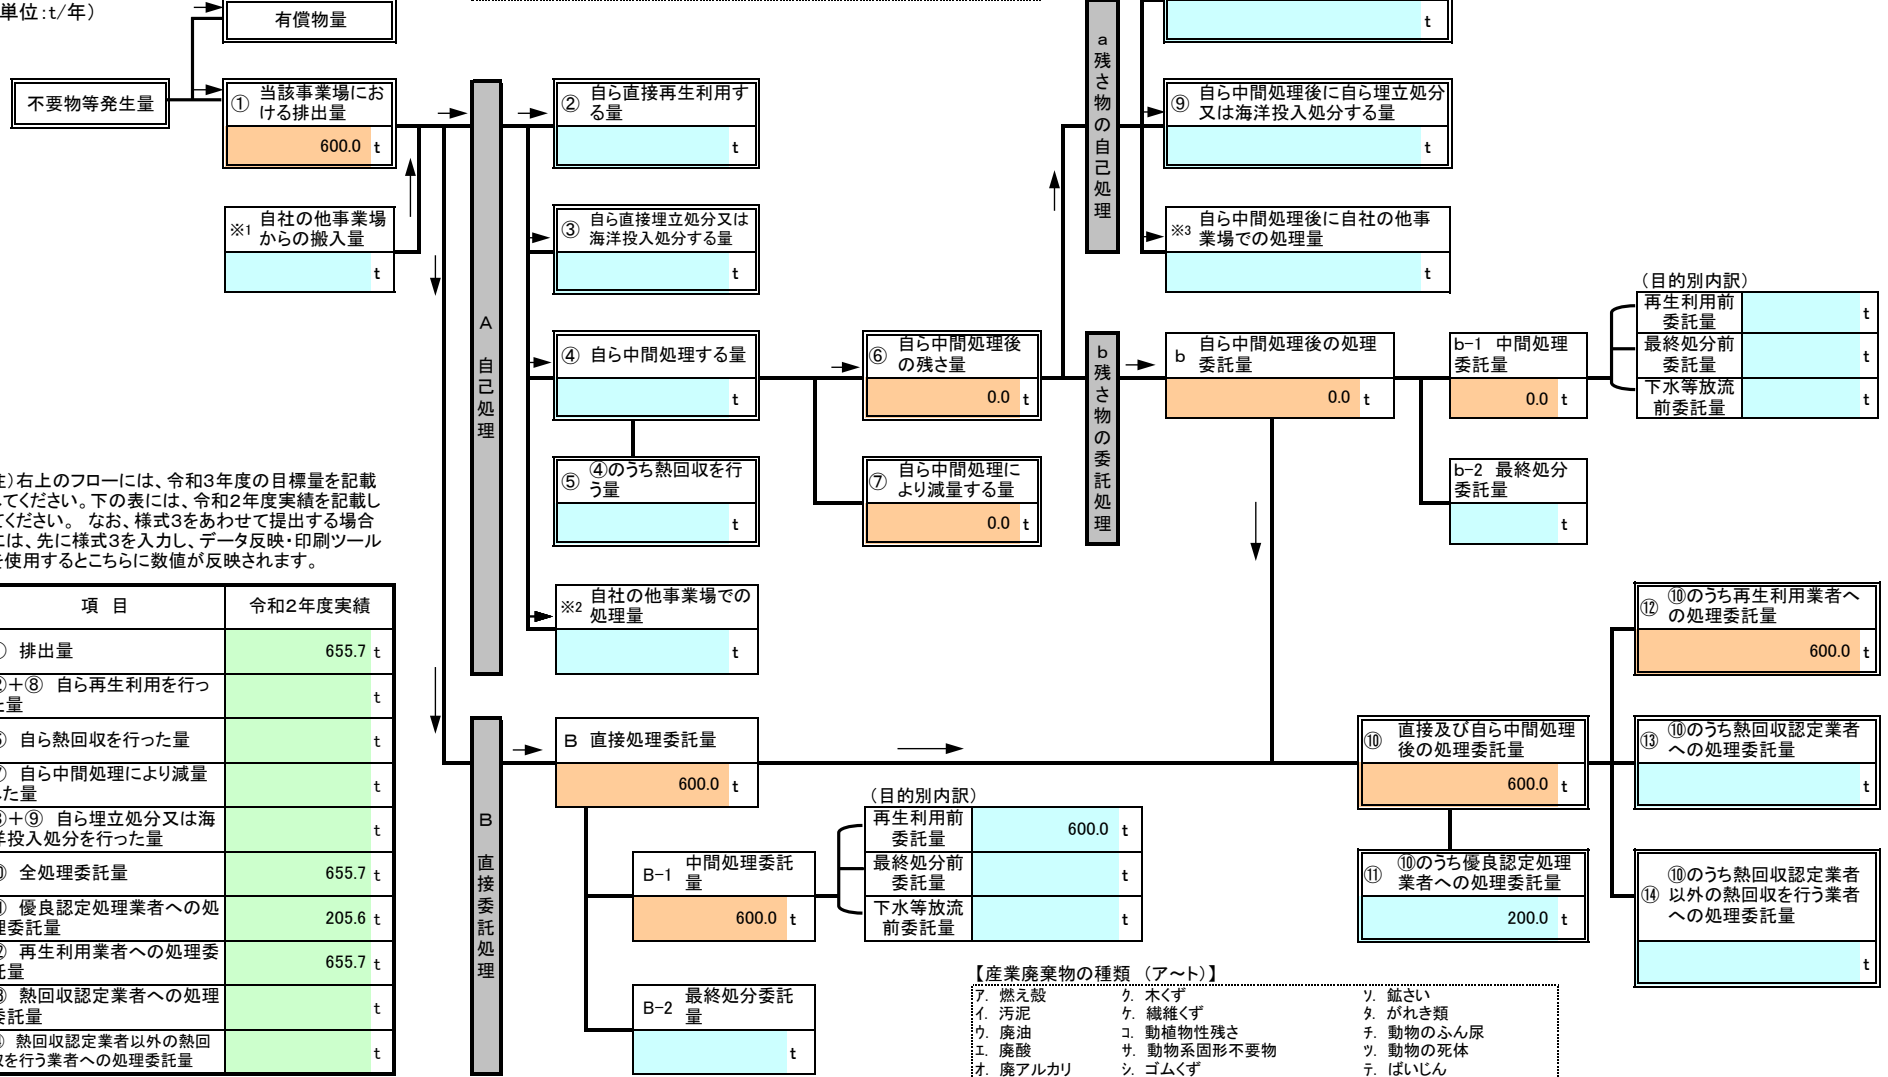 単位:t/年)
有償物量
不要物等発生量
① 当該事業場にお
ける排出量
600.0 t
※1 自社の他事業場
からの搬入量
t
A 自己処理
② 自ら直接再生利用す
る量
t
③ 自ら直接埋立処分又は
海洋投入処分する量
t
④ 自ら中間処理する量
t
⑤ ④のうち熱回収を行
う量
t
※2 自社の他事業場での
処理量
t
⑥ 自ら中間処理後
の残さ量
0.0 t
⑦ 自ら中間処理に
より減量する量
0.0 t
a残さ物の自己処理
t
⑨ 自ら中間処理後に自ら埋立処分
又は海洋投入処分する量
t
※3 自ら中間処理後に自社の他事
業場での処理量
t
b残さ物の委託処理
b 自ら中間処理後の処理
委託量
0.0 t
b-1 中間処理
委託量
0.0 t
b-2 最終処分
委託量
t
(目的別内訳)
再生利用前
委託量
t
最終処分前
委託量
t
下水等放流
前委託量
t
)右上のフローには、令和3年度の目標量を記載
てください。下の表には、令和2年度実績を記載し
ください。 なお、様式3をあわせて提出する場合
は、先に様式3を入力し、データ反映・印刷ツール
使用するとこちらに数値が反映されます。
項 目 令和2年度実績
排出量 655.7 t
+⑧ 自ら再生利用を行っ
量
t
自ら熱回収を行った量 t
自ら中間処理により減量
た量
t
+⑨ 自ら埋立処分又は海
投入処分を行った量
t
全処理委託量 655.7 t
優良認定処理業者への処
理委託量
205.6 t
再生利用業者への処理委
託量
655.7 t
熱回収認定業者への処理
委託量
t
熱回収認定業者以外の熱回
収を行う業者への処理委託量
t
B 直接委託処理
B 直接処理委託量
600.0 t
B-1 中間処理委託
量
600.0 t
B-2 最終処分委託
量
t
(目的別内訳)
再生利用前
委託量
600.0 t
最終処分前
委託量
t
下水等放流
前委託量
t
⑩ 直接及び自ら中間処理
後の処理委託量
600.0 t
⑪ ⑩のうち優良認定処理
業者への処理委託量
200.0 t
⑫ ⑩のうち再生利用業者へ
の処理委託量
600.0 t
⑬ ⑩のうち熱回収認定業者
への処理委託量
t
⑭ ⑩のうち熱回収認定業者
以外の熱回収を行う業者
への処理委託量
t
【産業廃棄物の種類 (ア~ト)】
ア. 燃え殻 ク. 木くず ソ. 鉱さい
イ. 汚泥 ケ. 繊維くず タ. がれき類
ウ. 廃油 コ. 動植物性残さ チ. 動物のふん尿
エ. 廃酸 サ. 動物系固形不要物 ツ. 動物の死体
オ. 廃アルカリ シ. ゴムくず テ. ばいじん